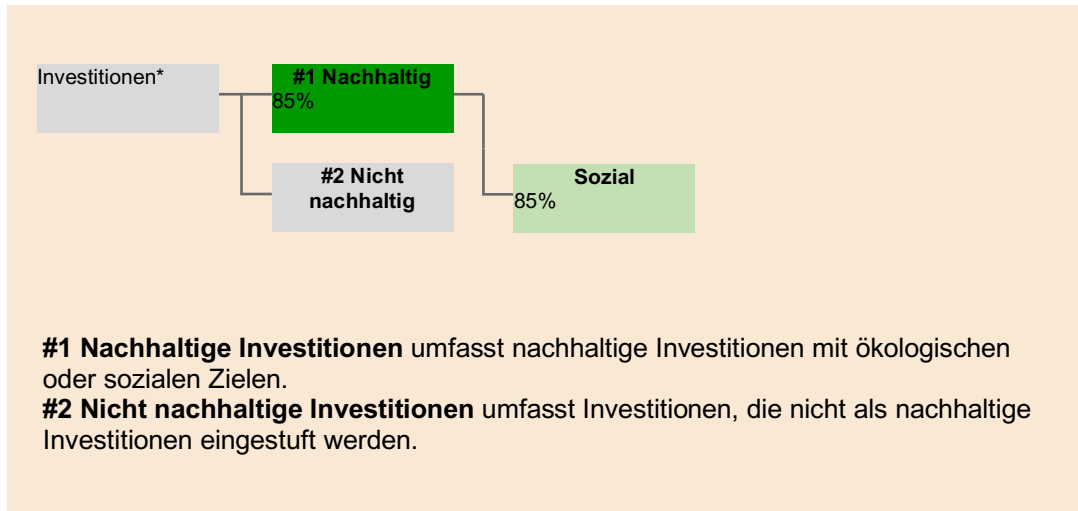 Investitionen*
#1 Nachhaltig
85%
#2 Nicht
nachhaltig
Sozial
85%
#1 Nachhaltige Investitionen umfasst nachhaltige Investitionen mit ökologischen
oder sozialen Zielen.
#2 Nicht nachhaltige Investitionen umfasst Investitionen, die nicht als nachhaltige
Investitionen eingestuft werden.